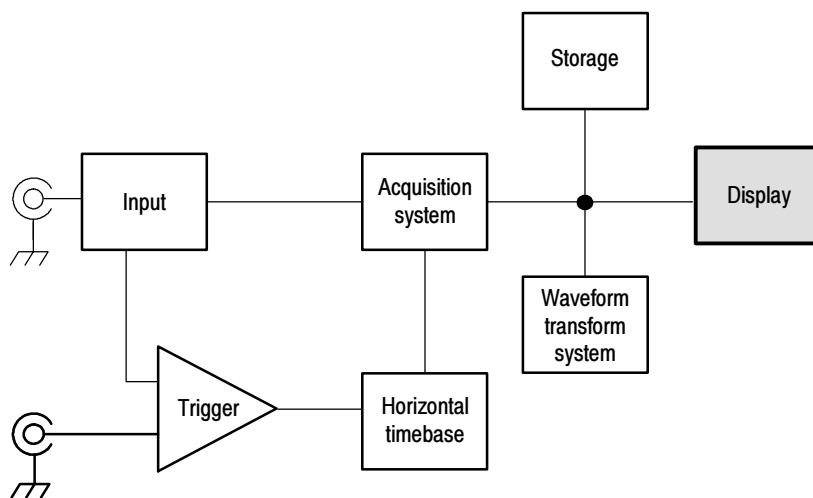 Storage
Input
Acquisition
system
Display
Waveform
transform
system
Trigger
Horizontal
timebase